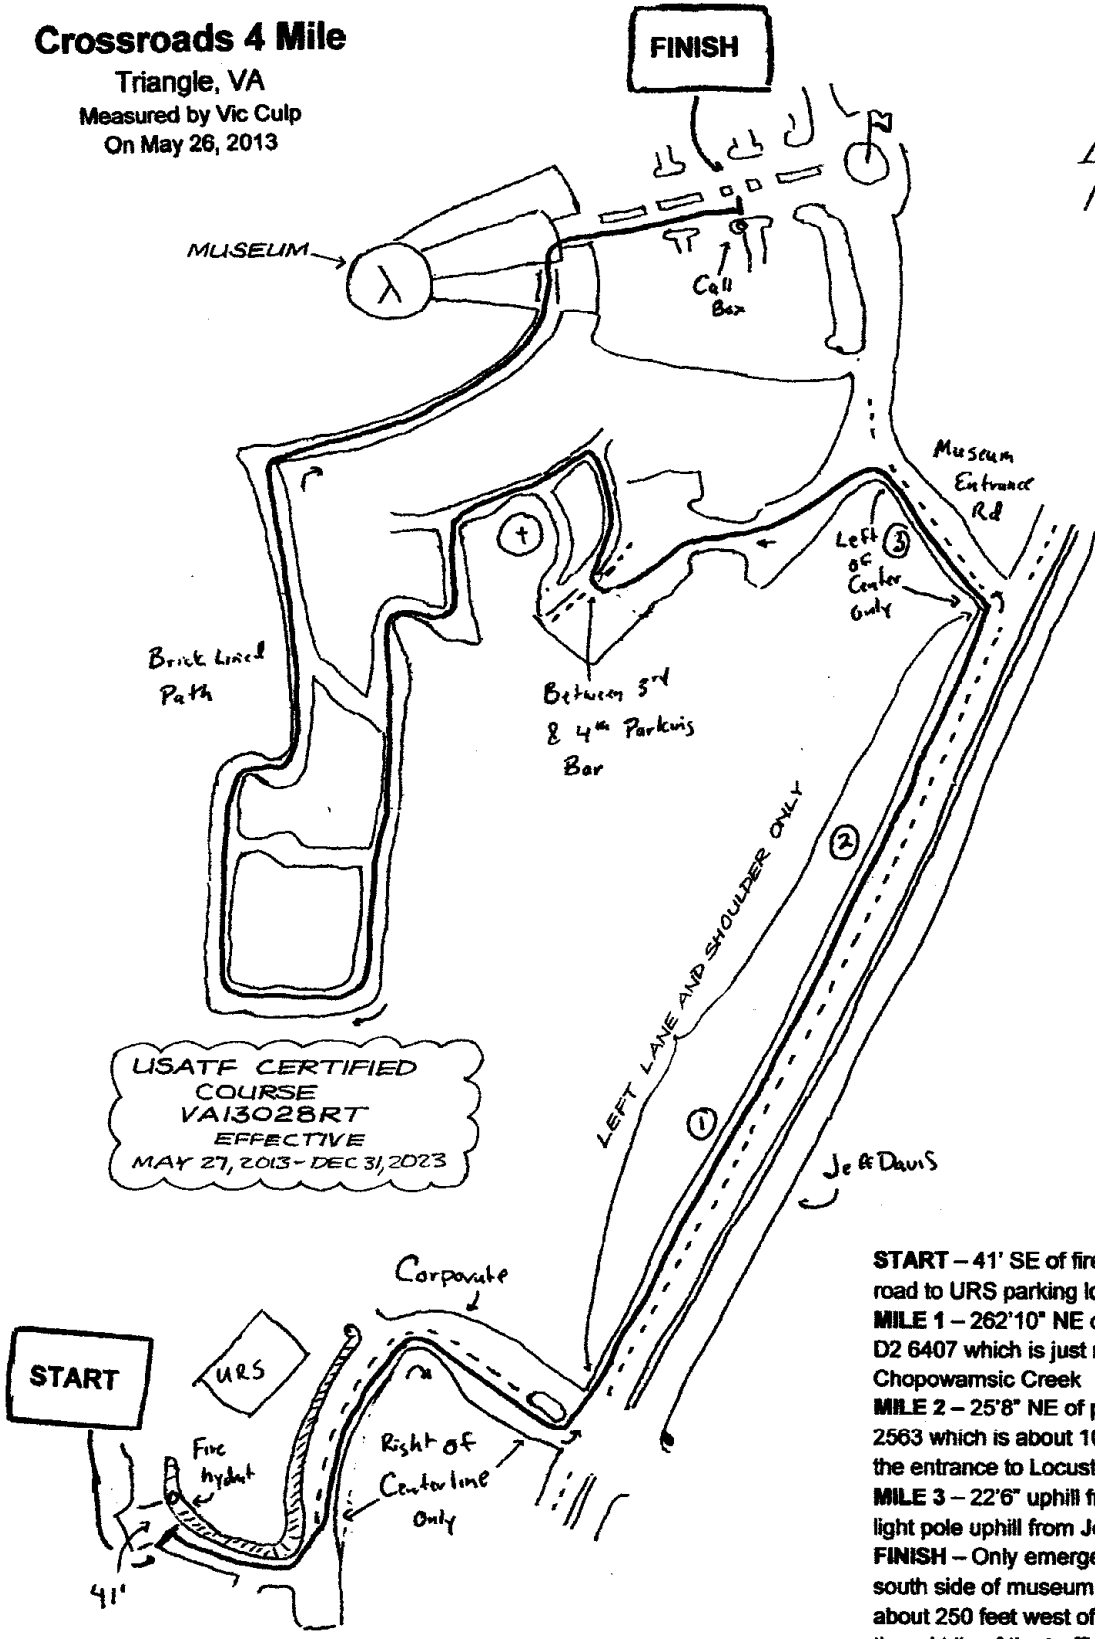 Crossroads 4 Mile
Triangle, VA
Measured by Vic Culp
On May 26, 2013
FINISH
MUSEUM
Call
Box
Museum
Entrance
Rd
Left
of
Center
only
3
4
Brick Lined
Path
Between 3rd
& 4th Parking
Bar
2
LEFT LANE AND SHOULDER ONLY
1
USATF CERTIFIED
COURSE
VA13028RT
EFFECTIVE
MAY 27, 2013-DEC 31, 2023
Jeff Davis
Corporate
START
URS
Fire
hydrant
Right of
Centerline
Only
41'
START – 41' SE of fire
road to URS parking lo
MILE 1 – 262'10" NE o
D2 6407 which is just
Chopowamsic Creek
MILE 2 – 25'8" NE of p
2563 which is about 10
the entrance to Locust
MILE 3 – 22'6" uphill f
light pole uphill from J
FINISH – Only emerge
south side of museum
about 250 feet west of